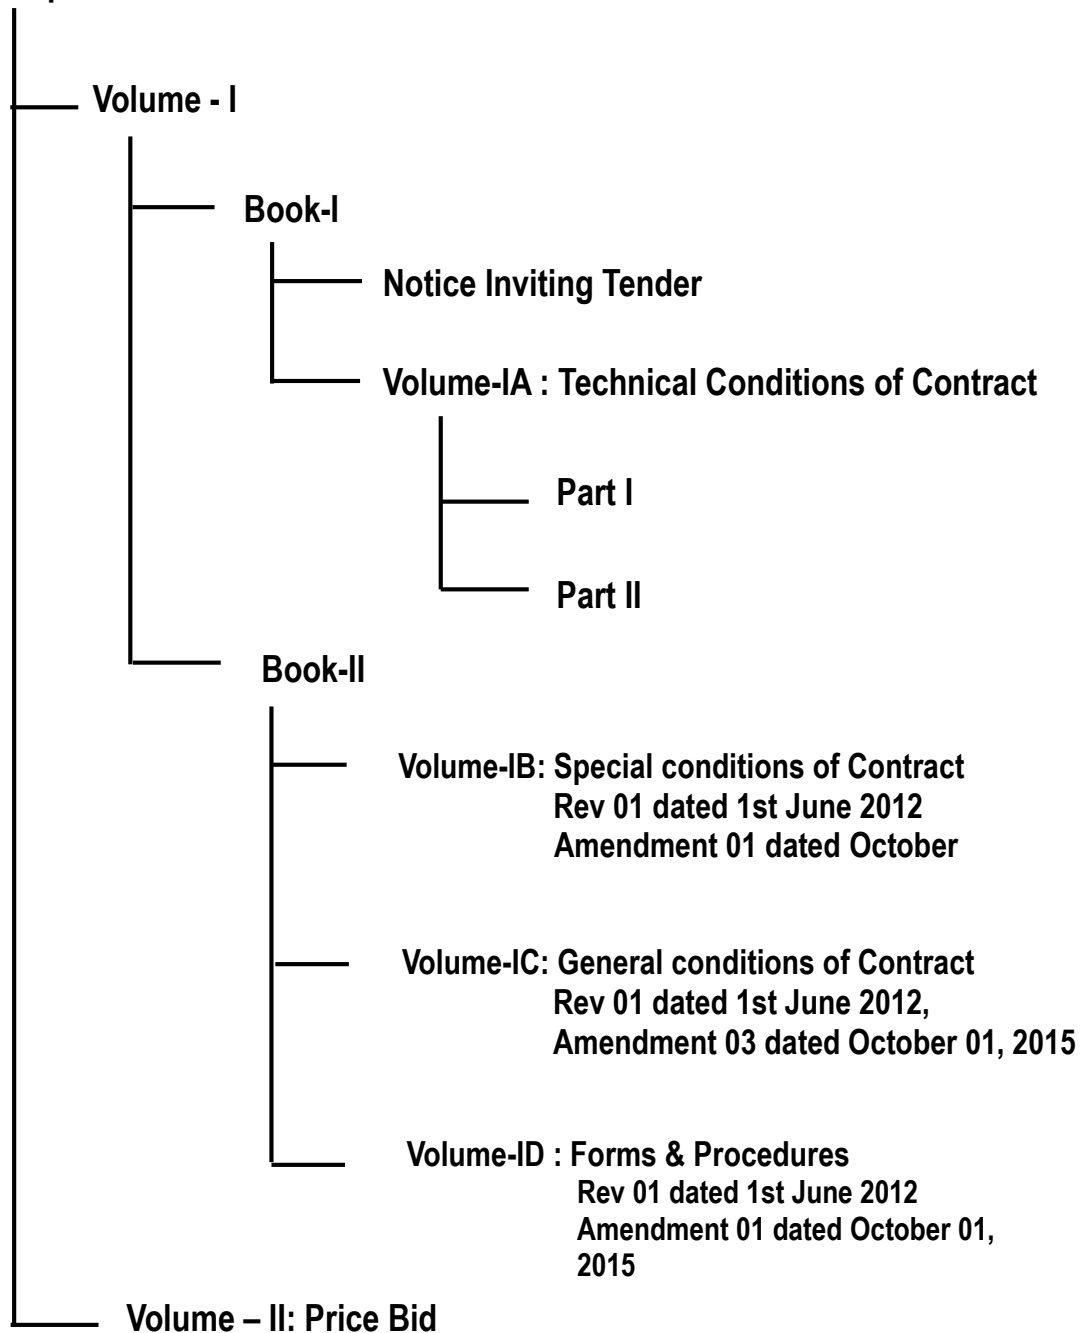 Volume - I
Book-I
Notice Inviting Tender
Volume-IA : Technical Conditions of Contract
Part I
Part II
Book-II
Volume-IB: Special conditions of Contract
Rev 01 dated 1st June 2012
Amendment 01 dated October
Volume-IC: General conditions of Contract
Rev 01 dated 1st June 2012,
Amendment 03 dated October 01, 2015
Volume-ID : Forms & Procedures
Rev 01 dated 1st June 2012
Amendment 01 dated October 01,
2015
Volume – II: Price Bid